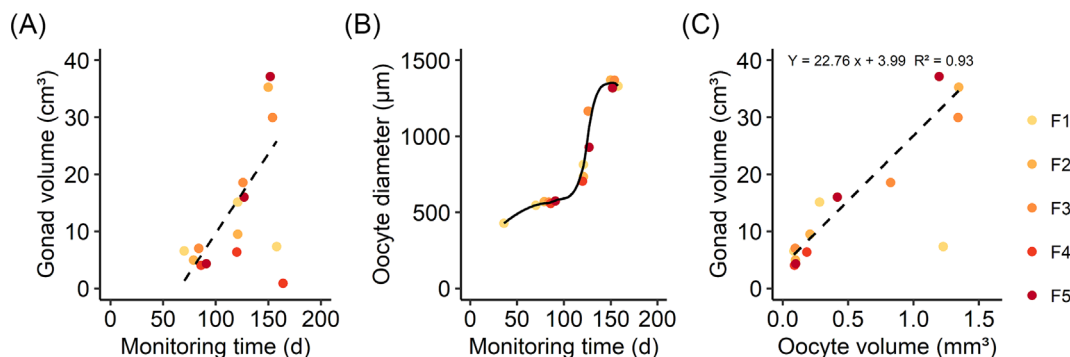 (A)
Gonad volume (cm³)
40
30
20
10
0
0 50 100 150 200
Monitoring time (d)
(B)
Oocyte diameter (µm)
1500
1000
500
0
0 50 100 150 200
Monitoring time (d)
(C)
Gonad volume (cm³)
Y = 22.76 x + 3.99 R² = 0.93
40
30
20
10
0
0.0 0.5 1.0 1.5
Oocyte volume (mm³)
F1
F2
F3
F4
F5